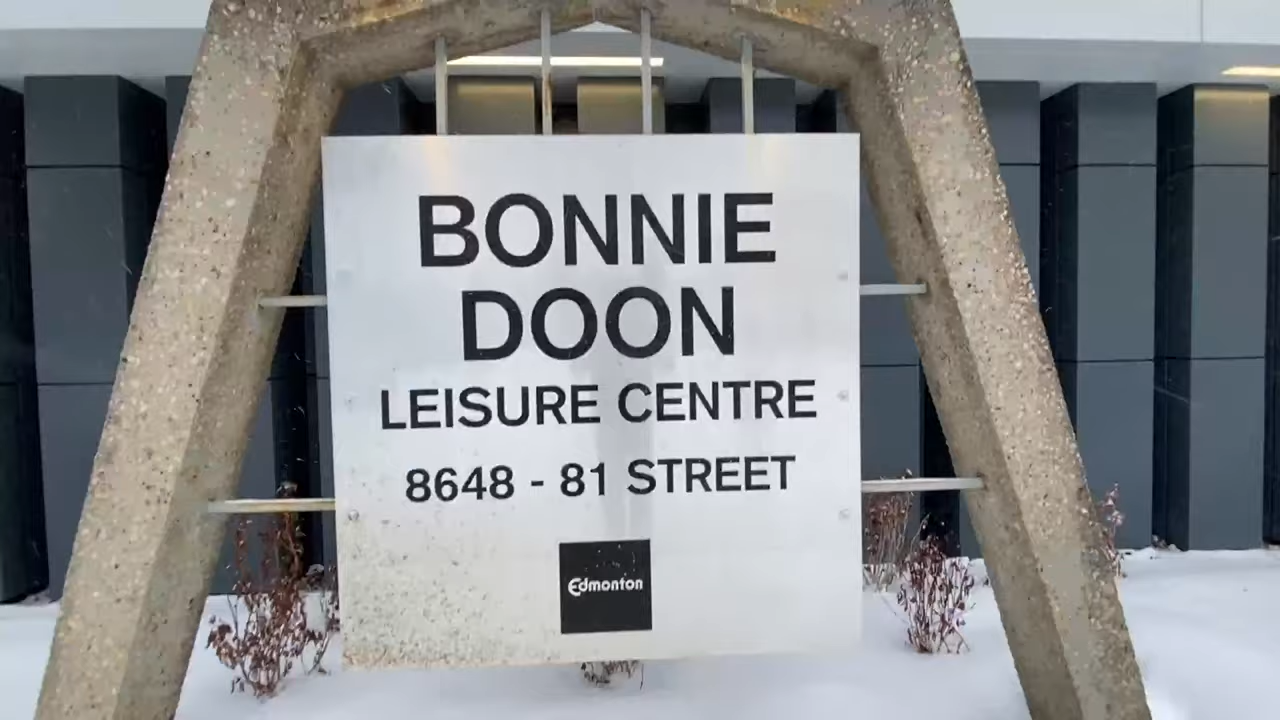 BONNIE
DOON
LEISURE CENTRE
8648 - 81 STREET
Edmonton